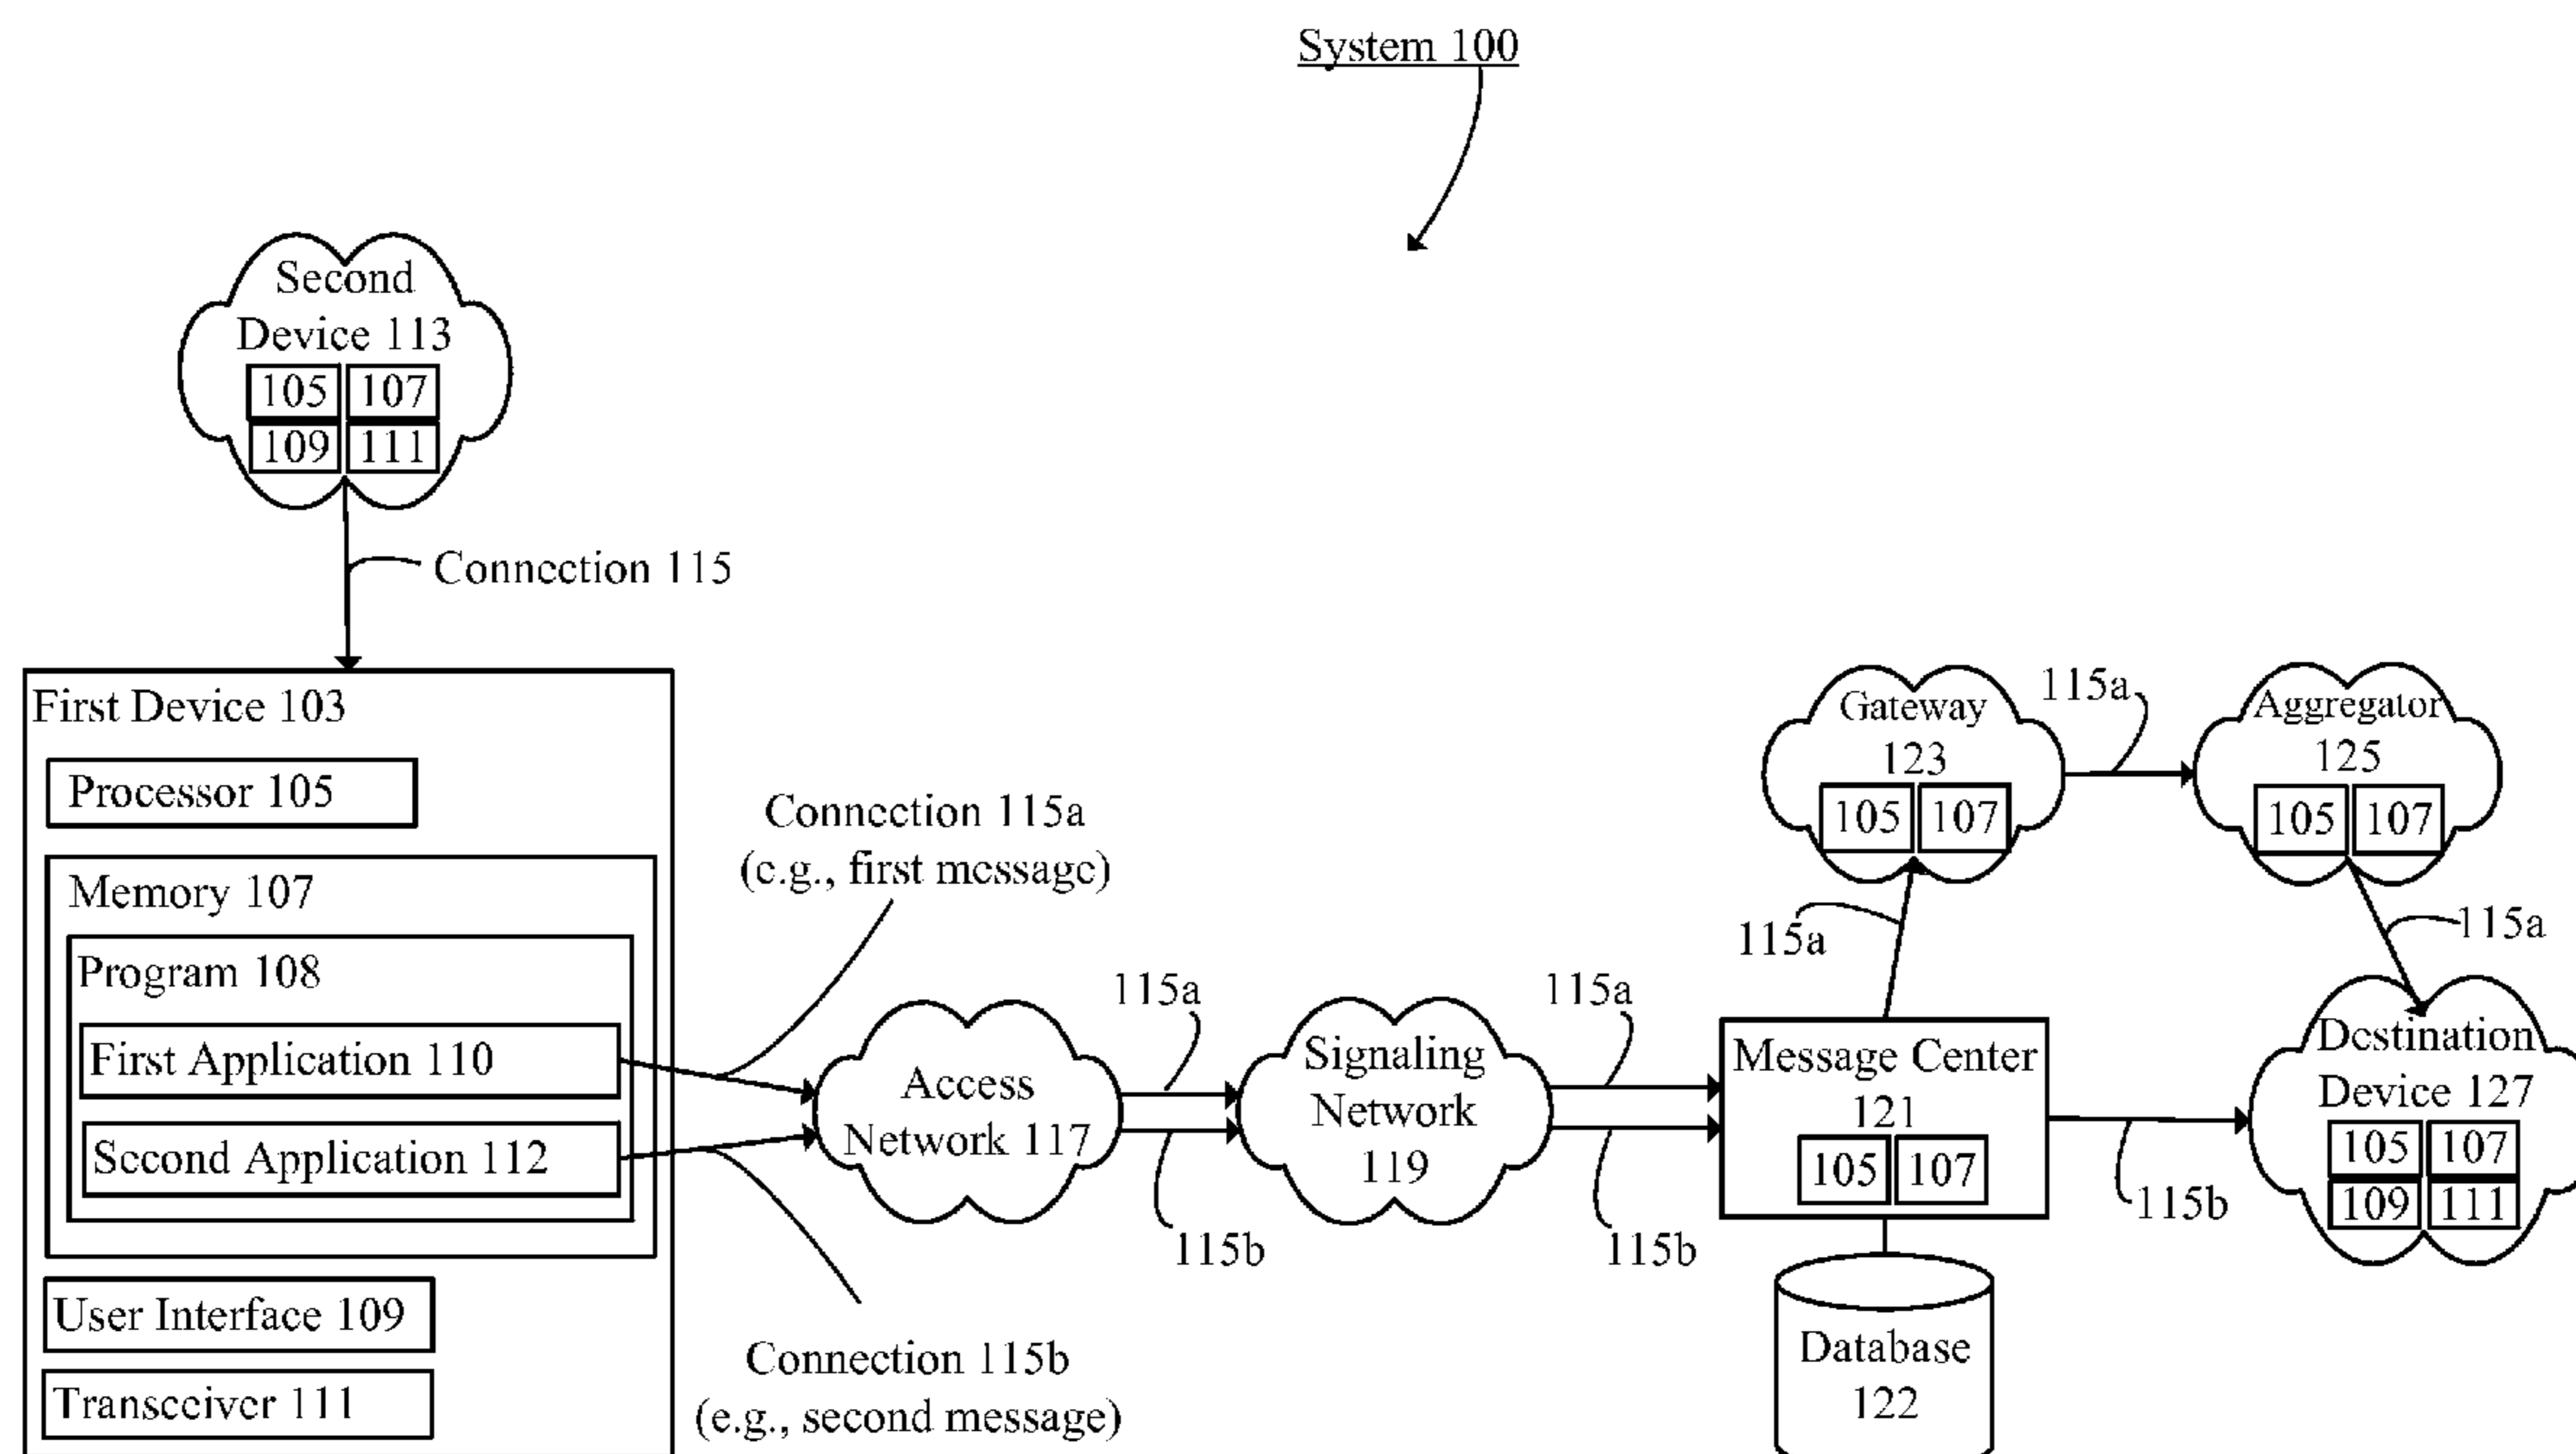 System 100
Second
Device 113
105 107
109 111
Connection 115
First Device 103
Processor 105
Memory 107
Program 108
First Application 110
Second Application 112
User Interface 109
Transceiver 111
Connection 115a
(e.g., first message)
Connection 115b
(e.g., second message)
Access
Network 117
115a
115b
Signaling
Network
119
115a
115b
Message Center
121
105 107
Database
122
115a
Gateway
123
105 107
115a
Aggregator
125
105 107
115a
115b
Destination
Device 127
105 107
109 111